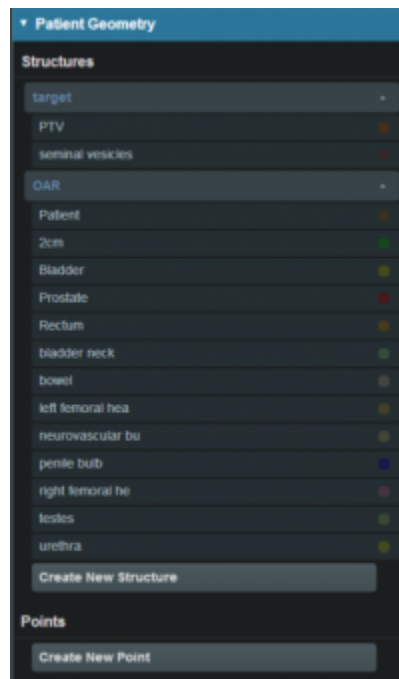 Patient Geometry
Structures
target
-
PTV
seminal vesicles
OAR
-
Patient
2cm
Bladder
Prostate
Rectum
bladder neck
bowel
left femoral hea
neurovascular bu
penile bulb
right femoral he
testes
urethra
Create New Structure
Points
Create New Point